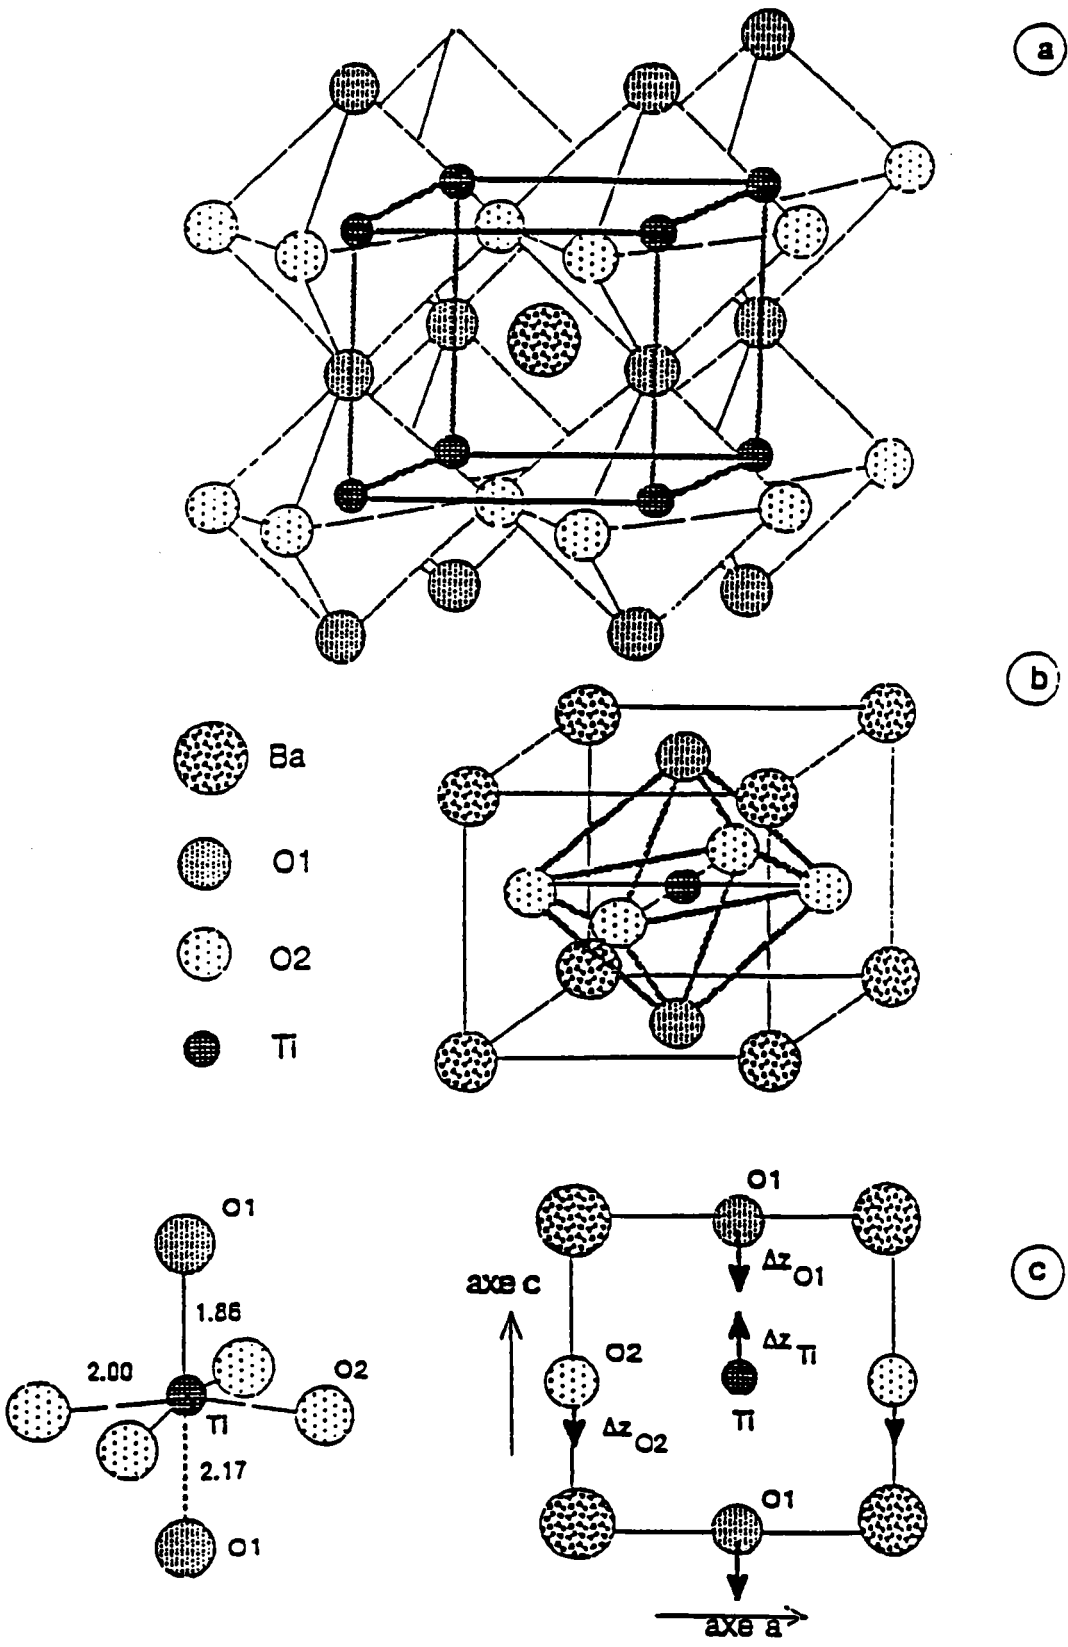 a
b
Ba
O1
O2
Ti
c
O1
1.86
2.00
O2
Ti
2.17
O1
O1
Δz O1
axe c
Δz Ti
O2
Ti
Δz O2
O1
axe a